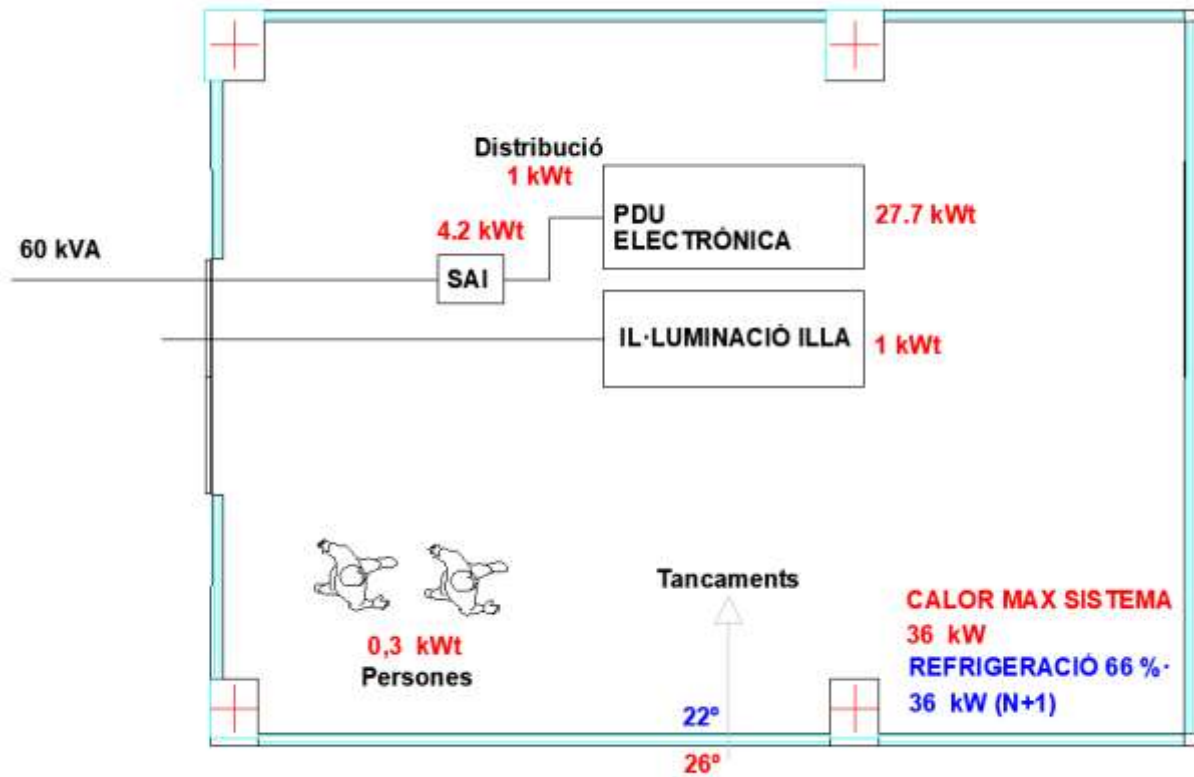 Distribució
1 kWt
PDU
ELECTRÓNICA
27.7 kWt
4.2 kWt
60 kVA
SAI
IL·LUMINACIÓ ILLA
1 kWt
Tancaments
0,3 kWt
Persones
CALOR MAX SISTEMA
36 kW
REFRIGERACIÓ 66 %·
36 kW (N+1)
22º
26º